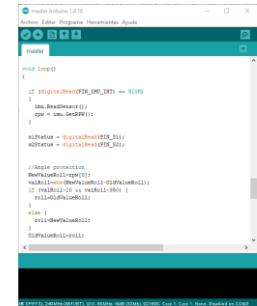 master Arduino 1.8.16
Archivo Editar Programa Herramientas Ayuda
master
void loop()
{
if (digitalRead(PIN_IMU_INT) == HIGH)
{
imu.ReadSensor();
rpw = imu.GetRPW();
}
s1Status = digitalRead(PIN_S1);
s2Status = digitalRead(PIN_S2);
//Angle protection
NewValueRoll=rpw[0];
valRoll=abs(NewValueRoll-OldValueRoll);
if (valRoll>10 && valRoll<350) {
roll=OldValueRoll;
}
else {
roll=NewValueRoll;
}
OldValueRoll=roll;